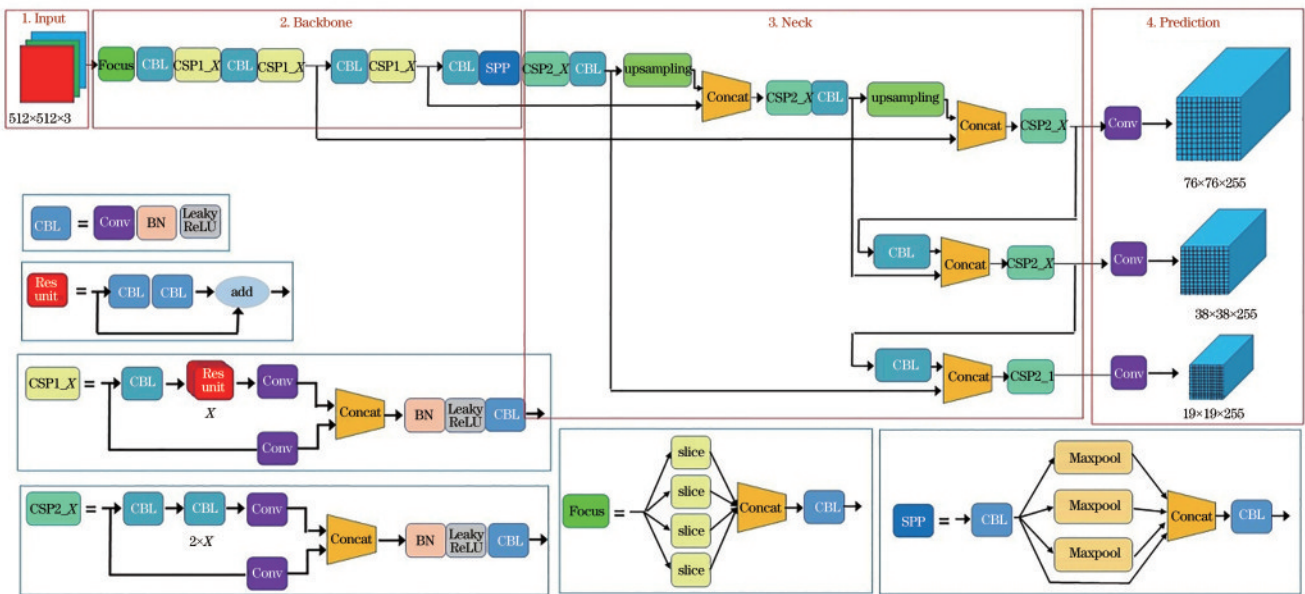 1. Input
2. Backbone
3. Neck
4. Prediction
512×512×3
Focus
CBL
CSP1_X
CBL
CSP1_X
CBL
CSP1_X
CBL
SPP
CSP2_X
CBL
upsampling
Concat
CSP2_X
CBL
upsampling
Concat
CSP2_X
Conv
76×76×255
CBL
Concat
CSP2_X
Conv
38×38×255
CBL
Concat
CSP2_1
Conv
19×19×255
CBL
=
Conv
BN
Leaky
ReLU
Res
unit
=
CBL
CBL
add
CSP1_X
=
CBL
Res
unit
X
Conv
Conv
Concat
BN
Leaky
ReLU
CBL
CSP2_X
=
CBL
CBL
2×X
Conv
Conv
Concat
BN
Leaky
ReLU
CBL
Focus
=
slice
slice
slice
slice
Concat
CBL
SPP
=
CBL
Maxpool
Maxpool
Maxpool
Concat
CBL